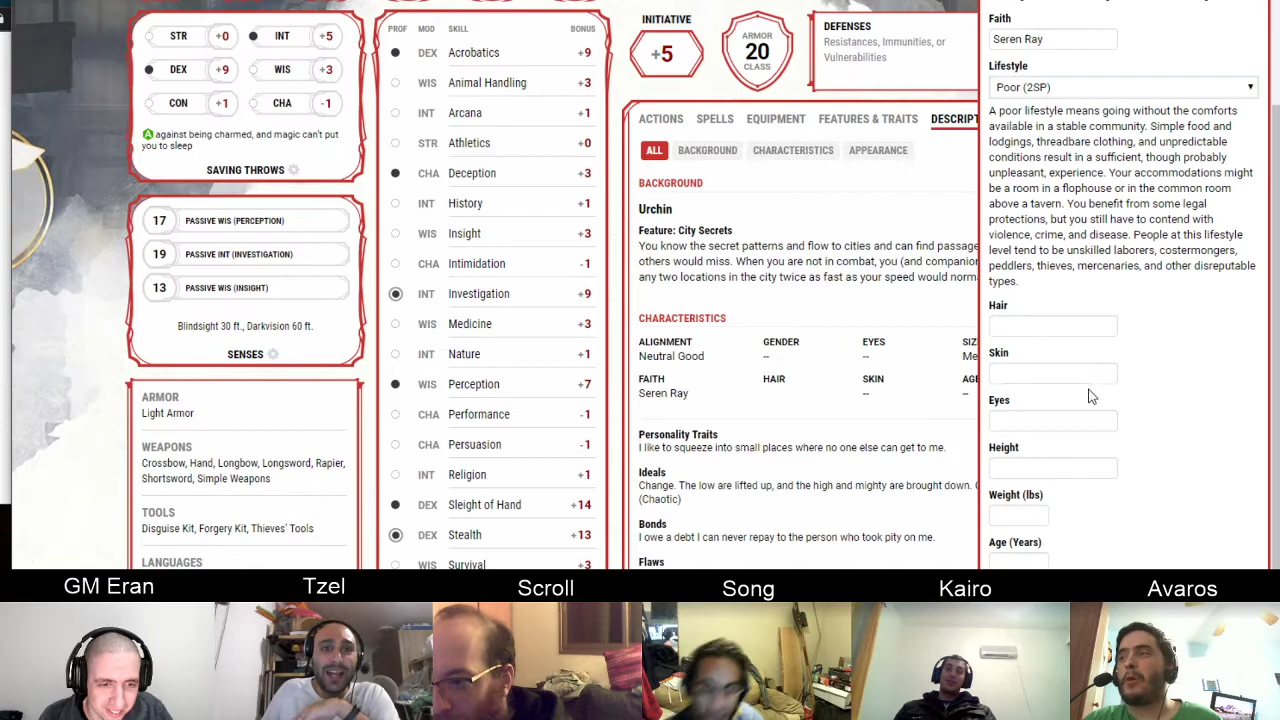 STR +0 INT +5
DEX +9 WIS +3
CON +1 CHA -1
A against being charmed, and magic can't put
you to sleep
SAVING THROWS
17 PASSIVE WIS (PERCEPTION)
19 PASSIVE INT (INVESTIGATION)
13 PASSIVE WIS (INSIGHT)
Blindsight 30 ft., Darkvision 60 ft.
SENSES
ARMOR
Light Armor
WEAPONS
Crossbow, Hand, Longbow, Longsword, Rapier,
Shortsword, Simple Weapons
TOOLS
Disguise Kit, Forgery Kit, Thieves' Tools
LANGUAGES
PROF MOD SKILL BONUS
DEX Acrobatics +9
WIS Animal Handling +3
INT Arcana +1
STR Athletics +0
CHA Deception +3
INT History +1
WIS Insight +3
CHA Intimidation -1
INT Investigation +9
WIS Medicine +3
INT Nature +1
WIS Perception +7
CHA Performance -1
CHA Persuasion -1
INT Religion +1
DEX Sleight of Hand +14
DEX Stealth +13
WIS Survival +3
INITIATIVE
+5
ARMOR
20
CLASS
DEFENSES
Resistances, Immunities, or
Vulnerabilities
ACTIONS SPELLS EQUIPMENT FEATURES & TRAITS DESCRIPT
ALL BACKGROUND CHARACTERISTICS APPEARANCE
BACKGROUND
Urchin
Feature: City Secrets
You know the secret patterns and flow to cities and can find passage
others would miss. When you are not in combat, you (and companion
any two locations in the city twice as fast as your speed would norm
CHARACTERISTICS
ALIGNMENT GENDER EYES SIZ
Neutral Good -- -- Me
FAITH HAIR SKIN AGE
Seren Ray -- -- --
Personality Traits
I like to squeeze into small places where no one else can get to me.
Ideals
Change. The low are lifted up, and the high and mighty are brought down.
(Chaotic)
Bonds
I owe a debt I can never repay to the person who took pity on me.
Flaws
Faith
Seren Ray
Lifestyle
Poor (2SP)
A poor lifestyle means going without the comforts
available in a stable community. Simple food and
lodgings, threadbare clothing, and unpredictable
conditions result in a sufficient, though probably
unpleasant, experience. Your accommodations might
be a room in a flophouse or in the common room
above a tavern. You benefit from some legal
protections, but you still have to contend with
violence, crime, and disease. People at this lifestyle
level tend to be unskilled laborers, costermongers,
peddlers, thieves, mercenaries, and other disreputable
types.
Hair
Skin
Eyes
Height
Weight (lbs)
Age (Years)
GM Eran Tzel Scroll Song Kairo Avaros